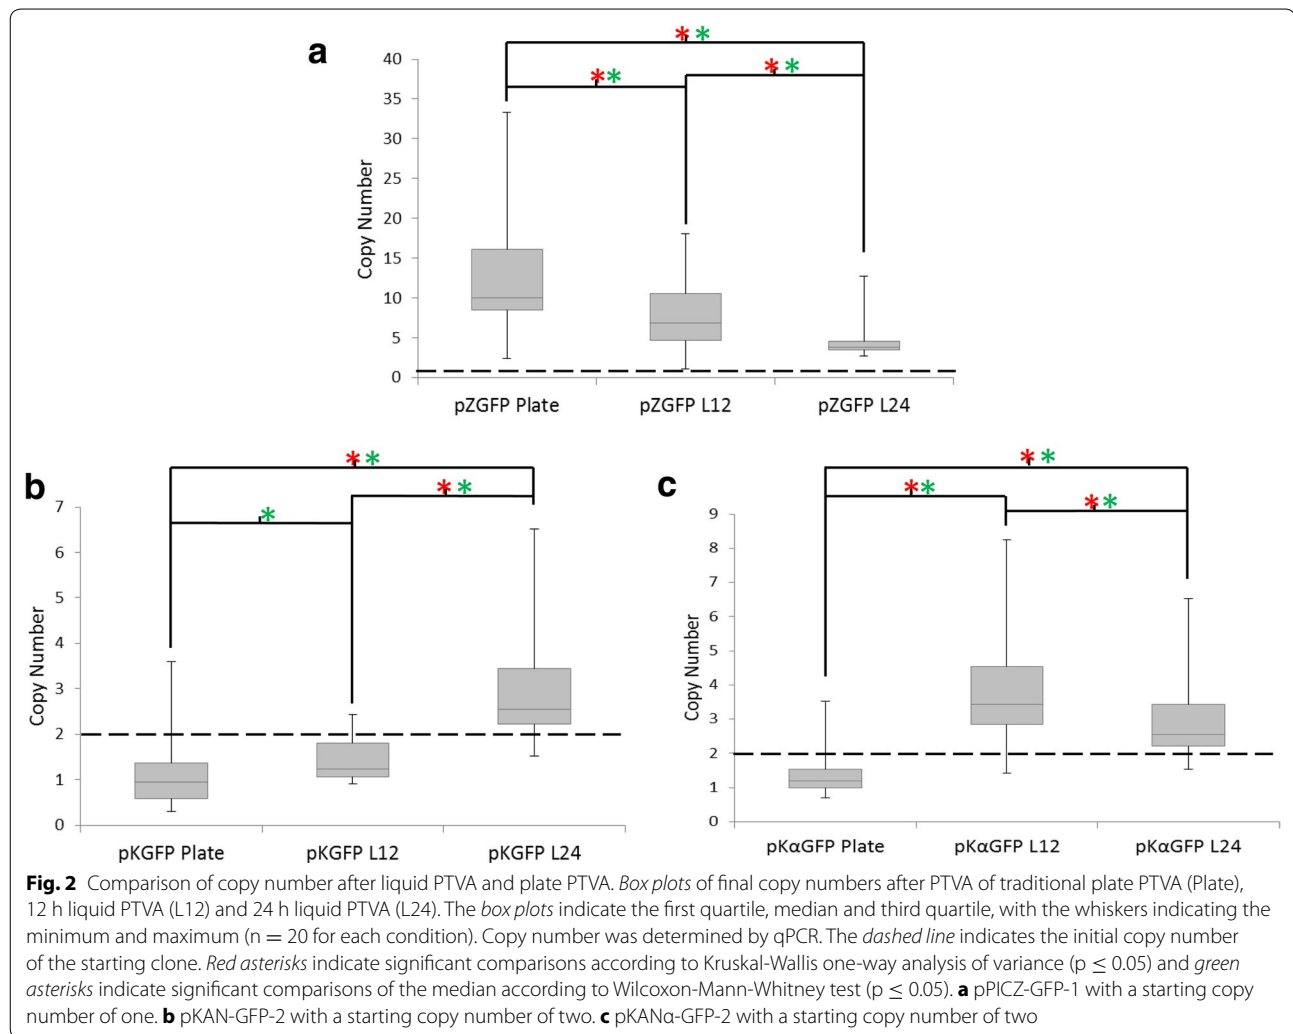 a
* *
* *
* *
40
35
30
25
20
15
10
5
0
Copy Number
pZGFP Plate pZGFP L12 pZGFP L24
b
* *
* *
*
7
6
5
4
3
2
1
0
Copy Number
pKGFP Plate pKGFP L12 pKGFP L24
c
* *
* *
* *
9
8
7
6
5
4
3
2
1
0
Copy Number
pKαGFP Plate pKαGFP L12 pKαGFP L24
Fig. 2 Comparison of copy number after liquid PTVA and plate PTVA. Box plots of final copy numbers after PTVA of traditional plate PTVA (Plate),
12 h liquid PTVA (L12) and 24 h liquid PTVA (L24). The box plots indicate the first quartile, median and third quartile, with the whiskers indicating the
minimum and maximum (n = 20 for each condition). Copy number was determined by qPCR. The dashed line indicates the initial copy number
of the starting clone. Red asterisks indicate significant comparisons according to Kruskal-Wallis one-way analysis of variance (p ≤ 0.05) and green
asterisks indicate significant comparisons of the median according to Wilcoxon-Mann-Whitney test (p ≤ 0.05). a pPICZ-GFP-1 with a starting copy
number of one. b pKAN-GFP-2 with a starting copy number of two. c pKANα-GFP-2 with a starting copy number of two